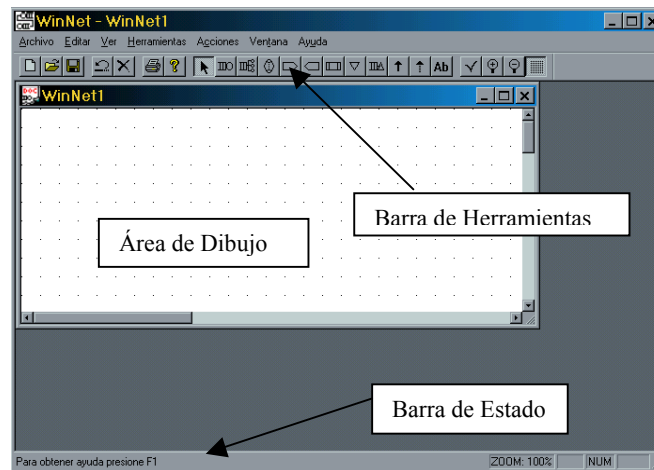 WinNet - WinNet1
Archivo Editar Ver Herramientas Acciones Ventana Ayuda
Ab
WinNet1
Barra de Herramientas
Área de Dibujo
Barra de Estado
Para obtener ayuda presione F1
ZOOM: 100%
NUM